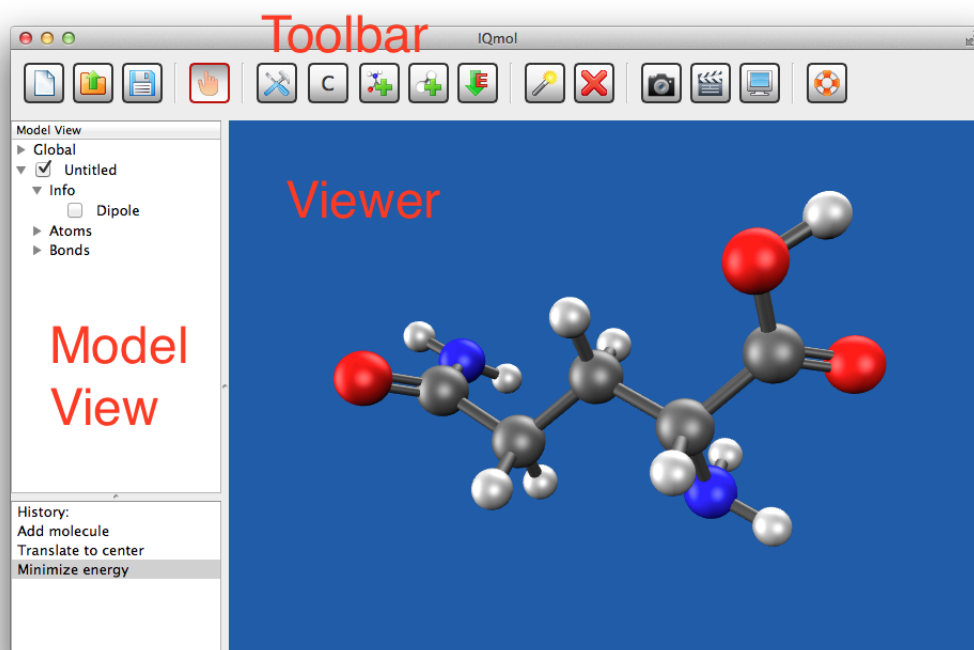 Toolbar
IQmol
C
E
Model View
Global
Untitled
Info
Dipole
Atoms
Bonds
Viewer
Model
View
History:
Add molecule
Translate to center
Minimize energy